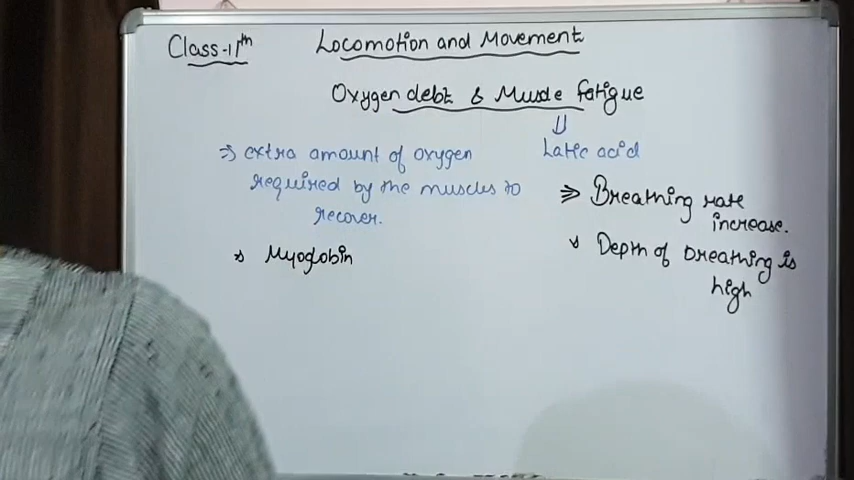 Class-11th
Locomotion and Movement
Oxygen debt & Muscle fatigue
⇓
⇒ extra amount of oxygen
required by the muscles to
recover.
Latic acid
⇒ Breathing rate
increase.
Depth of breathing is
high
Myoglobin